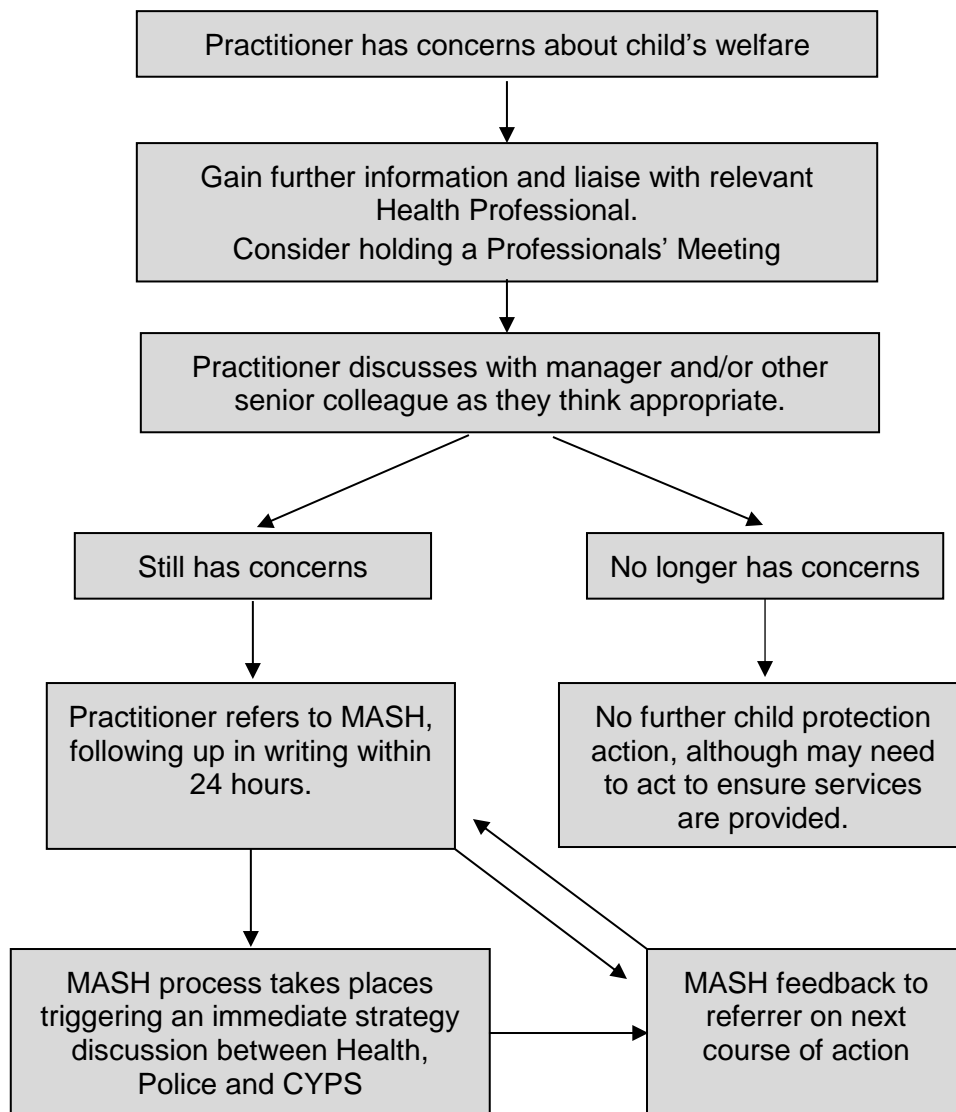 Practitioner has concerns about child’s welfare
Gain further information and liaise with relevant
Health Professional.
Consider holding a Professionals’ Meeting
Practitioner discusses with manager and/or other
senior colleague as they think appropriate.
Still has concerns
No longer has concerns
Practitioner refers to MASH,
following up in writing within
24 hours.
No further child protection
action, although may need
to act to ensure services
are provided.
MASH process takes places
triggering an immediate strategy
discussion between Health,
Police and CYPS
MASH feedback to
referrer on next
course of action